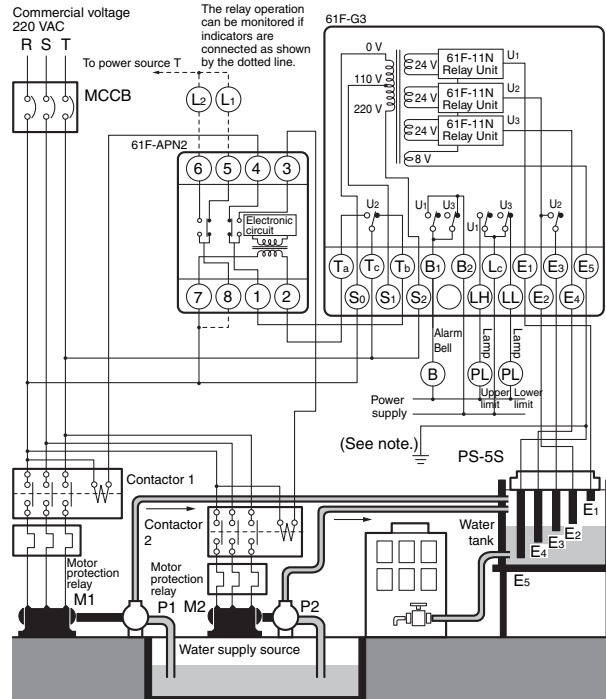 Commercial voltage
220 VAC
R S T
The relay operation
can be monitored if
indicators are
connected as shown
by the dotted line.
To power source T
MCCB
L2 L1
61F-APN2
6 5 4 3
Electronic
circuit
7 8 1 2
61F-G3
0 V
110 V
220 V
24 V
61F-11N
Relay Unit
U1
24 V
61F-11N
Relay Unit
U2
24 V
61F-11N
Relay Unit
U3
8 V
U2
U1 U3
U1 U3
U2
Ta Tc Tb B1 B2 Lc E1 E3 E5
S0 S1 S2 LH LL E2 E4
Alarm
Bell
Lamp
Lamp
B PL PL
Power
supply
Upper
limit
Lower
limit
(See note.)
PS-5S
Contactor 1
Contactor
2
Water
tank
E1
E2
E3
E4
E5
Motor
protection
relay
Motor
protection
relay
M1 P1 M2 P2
Water supply source